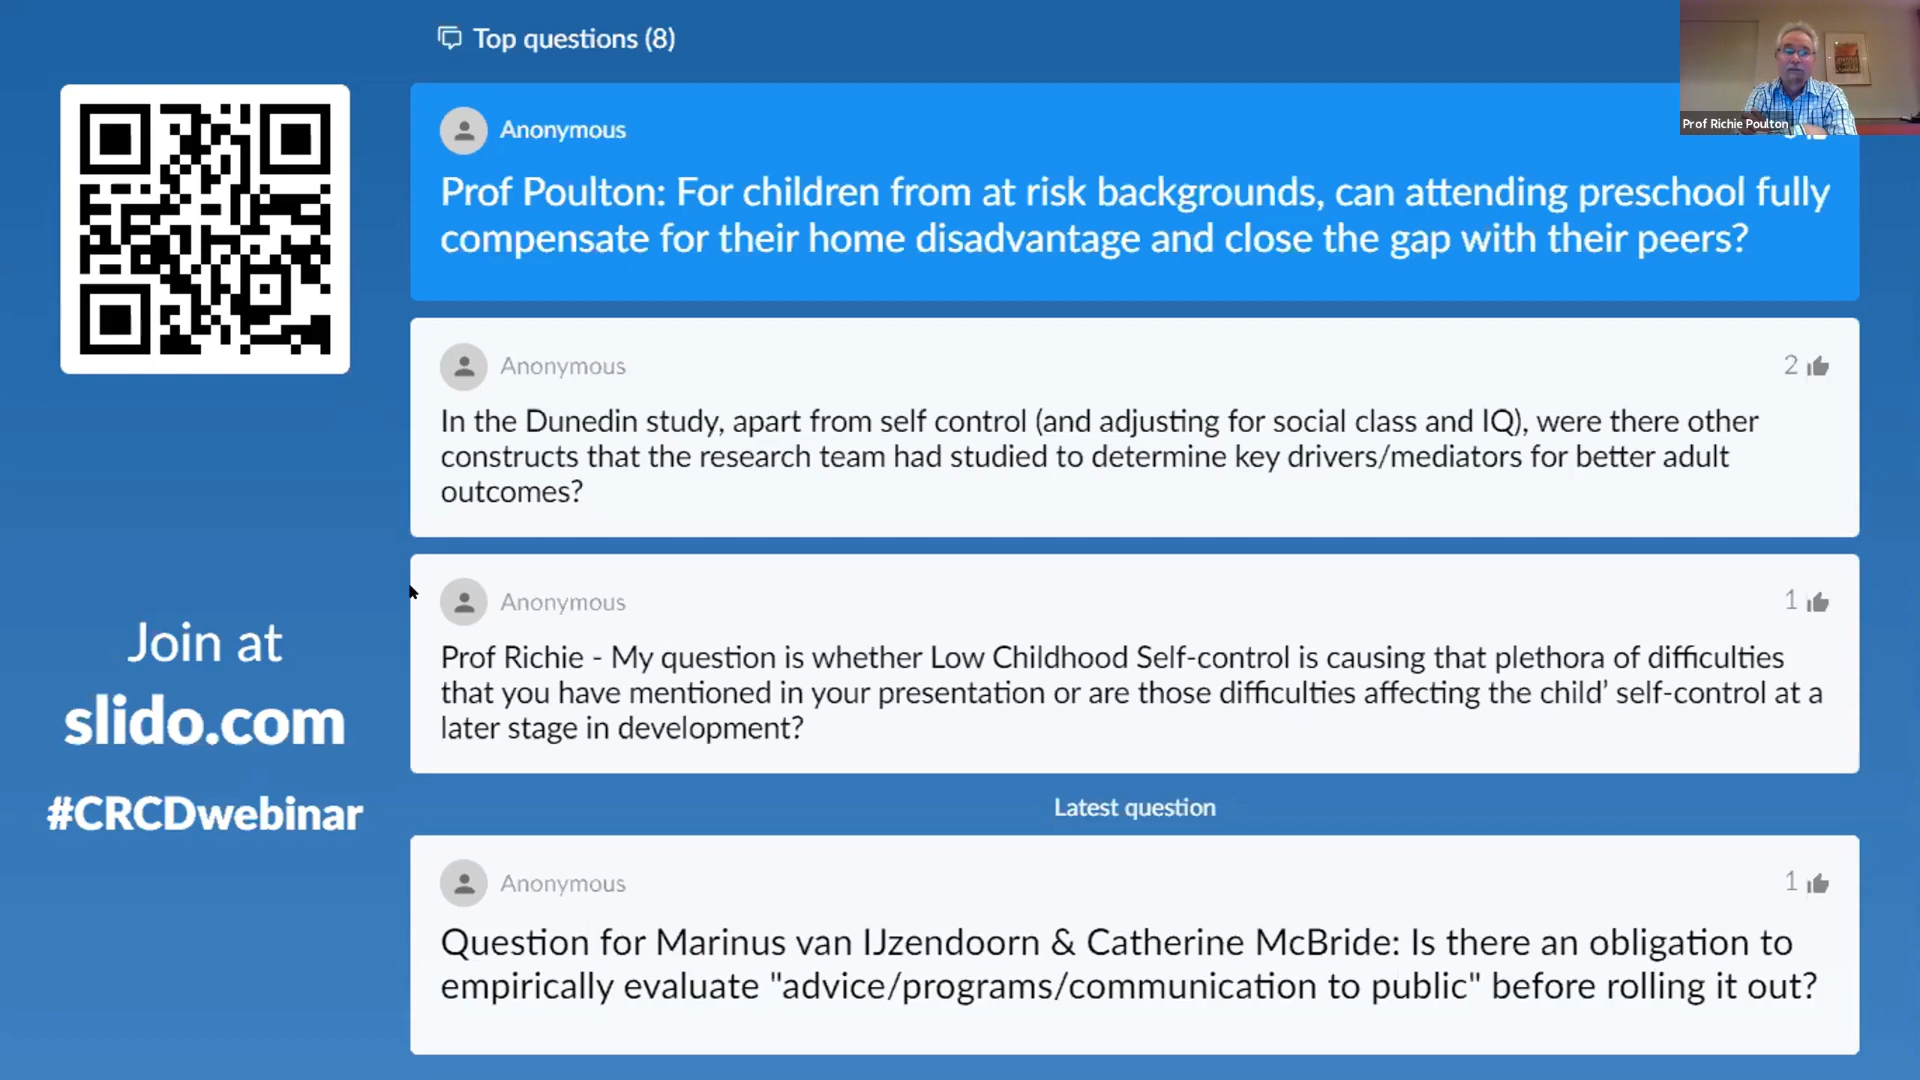 Top questions (8)
Prof Richie Poulton
Anonymous
Prof Poulton: For children from at risk backgrounds, can attending preschool fully
compensate for their home disadvantage and close the gap with their peers?
Anonymous
2
In the Dunedin study, apart from self control (and adjusting for social class and IQ), were there other
constructs that the research team had studied to determine key drivers/mediators for better adult
outcomes?
Anonymous
1
Prof Richie - My question is whether Low Childhood Self-control is causing that plethora of difficulties
that you have mentioned in your presentation or are those difficulties affecting the child’ self-control at a
later stage in development?
Join at
slido.com
#CRCDwebinar
Latest question
Anonymous
1
Question for Marinus van IJzendoorn & Catherine McBride: Is there an obligation to
empirically evaluate "advice/programs/communication to public" before rolling it out?